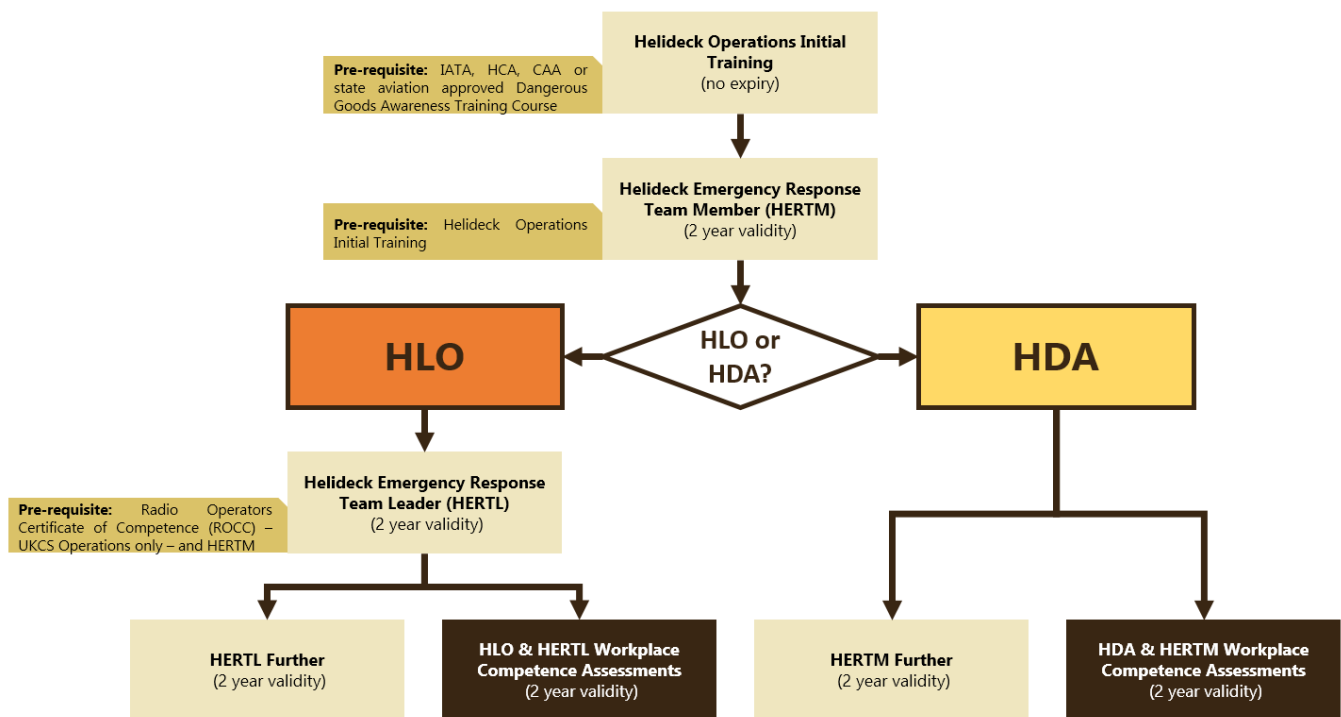 Helideck Operations Initial
Training
(no expiry)
Pre-requisite: IATA, HCA, CAA or
state aviation approved Dangerous
Goods Awareness Training Course
Helideck Emergency Response
Team Member (HERTM)
(2 year validity)
Pre-requisite: Helideck Operations
Initial Training
HLO
HLO or
HDA?
HDA
Helideck Emergency Response
Team Leader (HERTL)
(2 year validity)
Pre-requisite: Radio Operators
Certificate of Competence (ROCC) –
UKCS Operations only – and HERTM
HERTL Further
(2 year validity)
HLO & HERTL Workplace
Competence Assessments
(2 year validity)
HERTM Further
(2 year validity)
HDA & HERTM Workplace
Competence Assessments
(2 year validity)